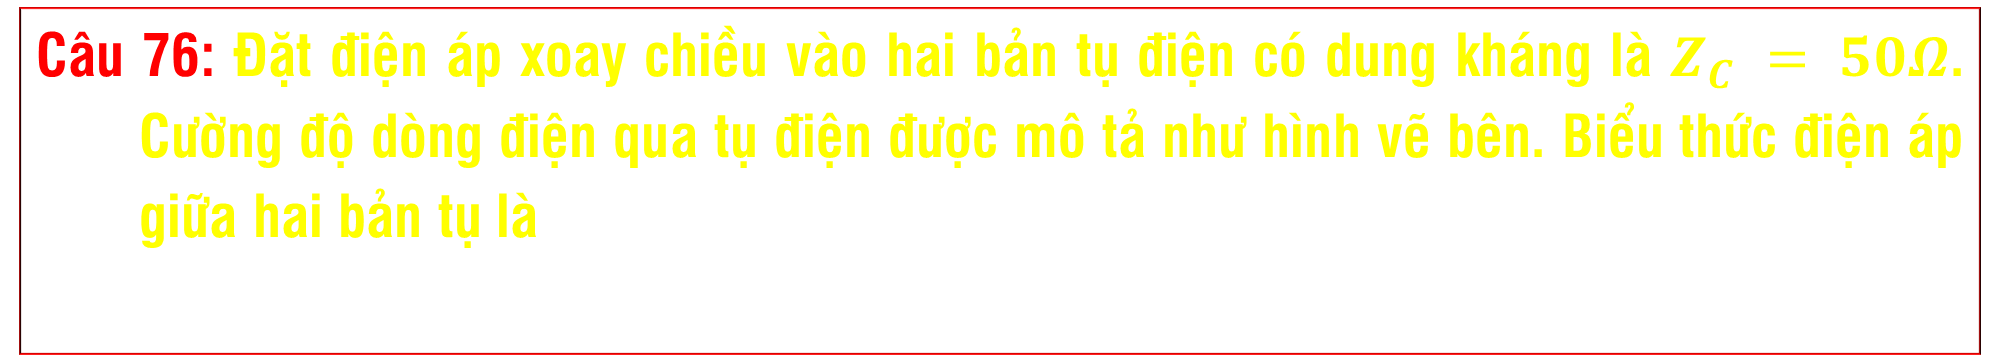 Câu 76: Đặt điện áp xoay chiều vào hai bản tụ điện có dung kháng là Z_C = 50Ω.
Cường độ dòng điện qua tụ điện được mô tả như hình vẽ bên. Biểu thức điện áp
giữa hai bản tụ là